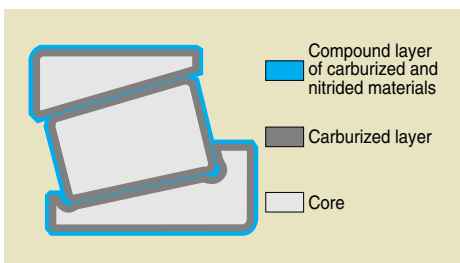 Compound layer
of carburized and
nitrided materials
Carburized layer
Core